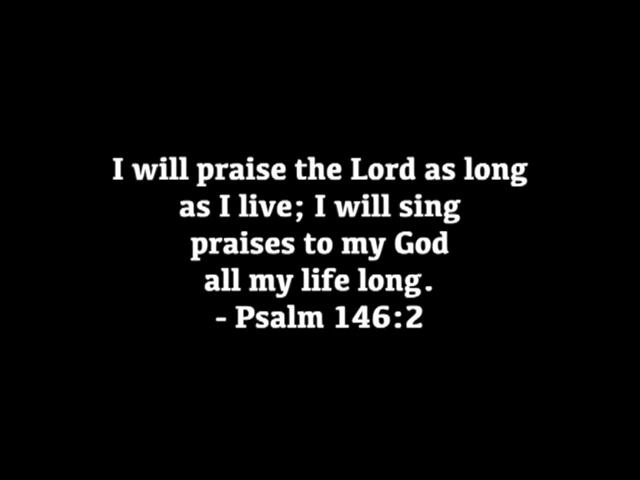 I will praise the Lord as long
as I live; I will sing
praises to my God
all my life long.
- Psalm 146:2